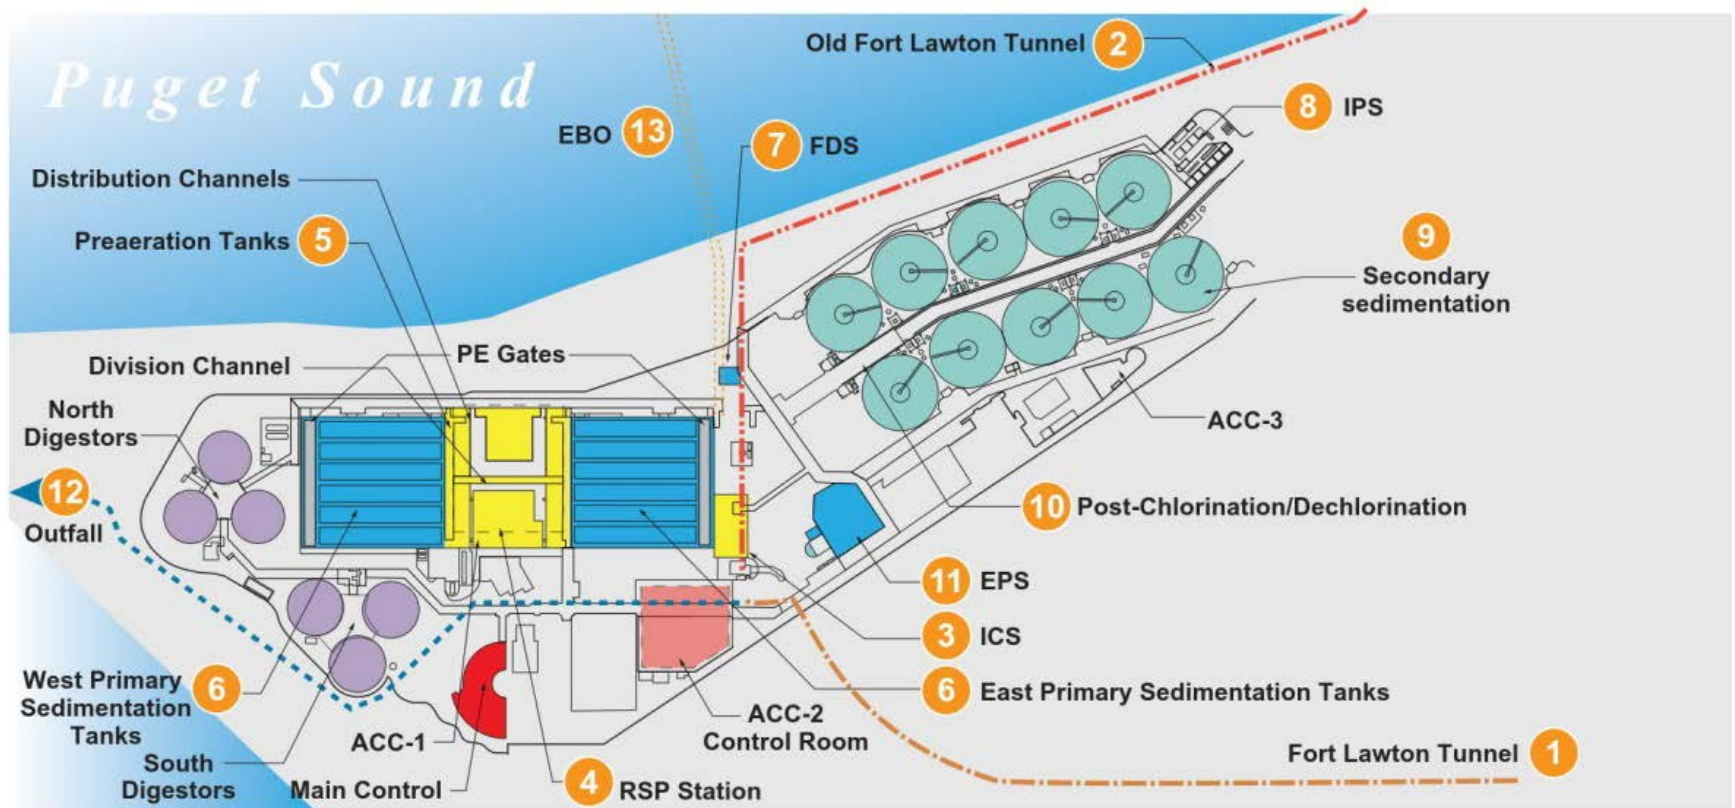 Puget Sound
Old Fort Lawton Tunnel 2
8 IPS
EBO 13
7 FDS
Distribution Channels
Preaeration Tanks 5
9
Secondary
sedimentation
PE Gates
Division Channel
North
Digestors
ACC-3
12
Outfall
10 Post-Chlorination/Dechlorination
11 EPS
3 ICS
West Primary
Sedimentation
Tanks
6
6 East Primary Sedimentation Tanks
ACC-2
Control Room
ACC-1
South
Digestors
Main Control
4 RSP Station
Fort Lawton Tunnel 1